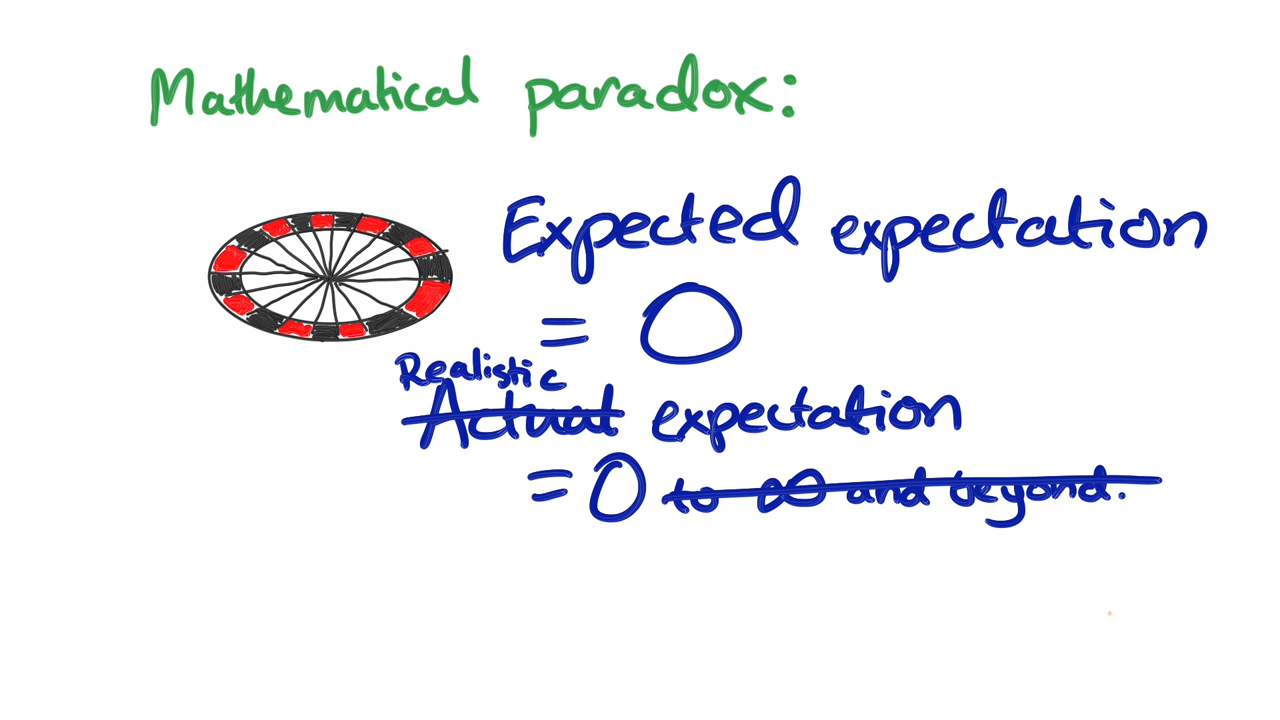 Mathematical paradox:
Expected expectation
= 0
Realistic
Actual expectation
= 0 to ∞ and beyond.